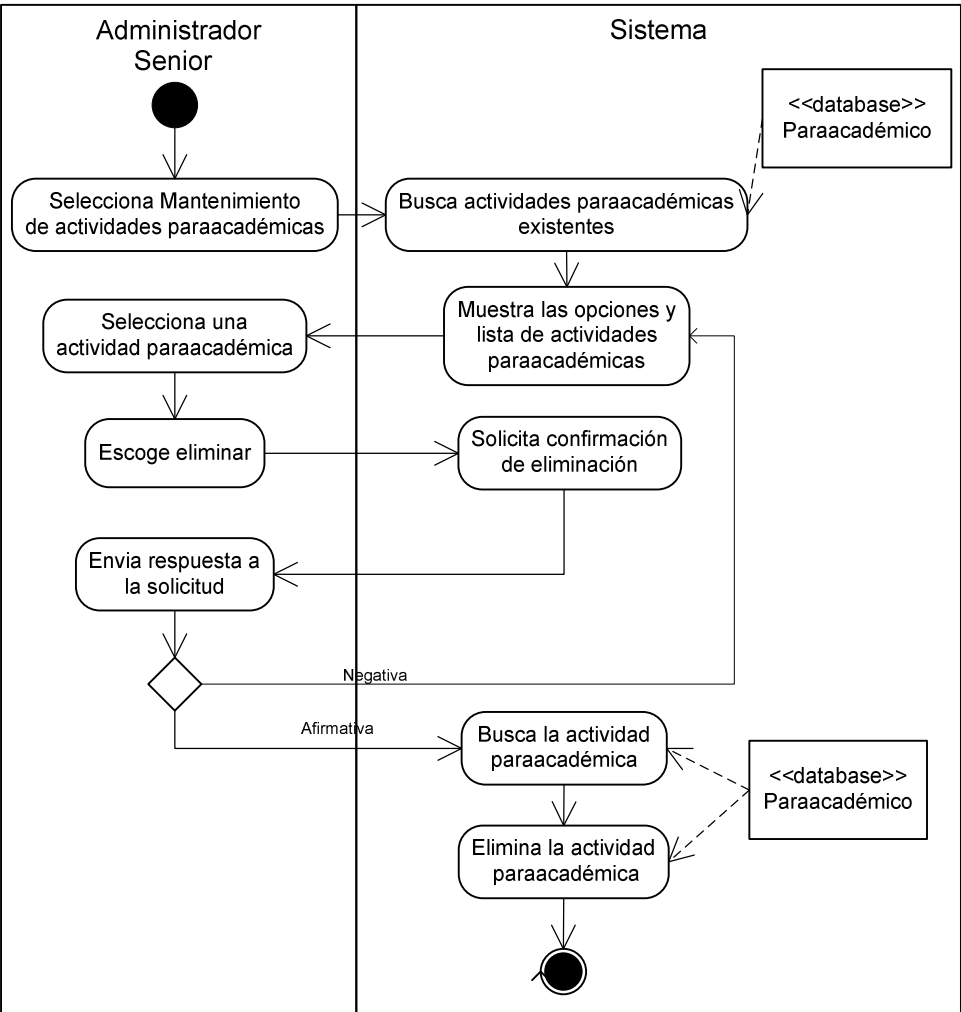 Administrador
Senior
Sistema
<<database>>
Paraacadémico
Selecciona Mantenimiento
de actividades paraacadémicas
Busca actividades paraacadémicas
existentes
Muestra las opciones y
lista de actividades
paraacadémicas
Selecciona una
actividad paraacadémica
Escoge eliminar
Solicita confirmación
de eliminación
Envia respuesta a
la solicitud
Negativa
Afirmativa
Busca la actividad
paraacadémica
<<database>>
Paraacadémico
Elimina la actividad
paraacadémica